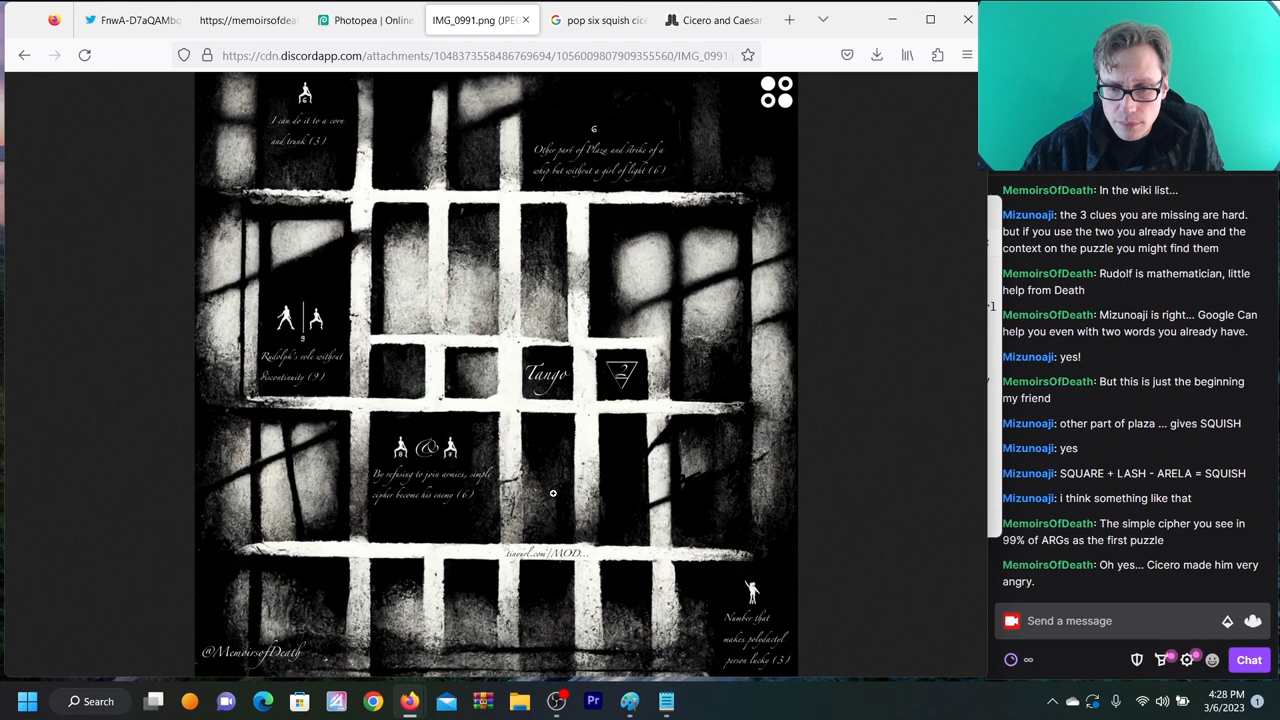 FnwA-D7aQAMbq
https://memoirsofdeat
Photopea | Online
IMG_0991.png (JPEG
pop six squish cice
Cicero and Caesar
https://cdn.discordapp.com/attachments/1048373558486769694/1056009807909355560/IMG_0991.
6
I can do it to a corn
and trunk (3)
6
Other part of Plaza and strike of a
whip but without a girl of light (6)
9
Rudolph's role without
discontinuity (9)
Tango
2
&
By refusing to join armies, simple
cipher become his enemy (6)
tinyurl.com/MOD...
Number that
makes polydactyl
person lucky (3)
@MemoirsofDeath
MemoirsOfDeath: In the wiki list...
Mizunoaji: the 3 clues you are missing are hard.
but if you use the two you already have and the
context on the puzzle you might find them
MemoirsOfDeath: Rudolf is mathematician, little
help from Death
MemoirsOfDeath: Mizunoaji is right... Google Can
help you even with two words you already have.
Mizunoaji: yes!
MemoirsOfDeath: But this is just the beginning
my friend
Mizunoaji: other part of plaza ... gives SQUISH
Mizunoaji: yes
Mizunoaji: SQUARE + LASH - ARELA = SQUISH
Mizunoaji: i think something like that
MemoirsOfDeath: The simple cipher you see in
99% of ARGs as the first puzzle
MemoirsOfDeath: Oh yes... Cicero made him very
angry.
Send a message
Chat
Search
Pr
4:28 PM
3/6/2023
1